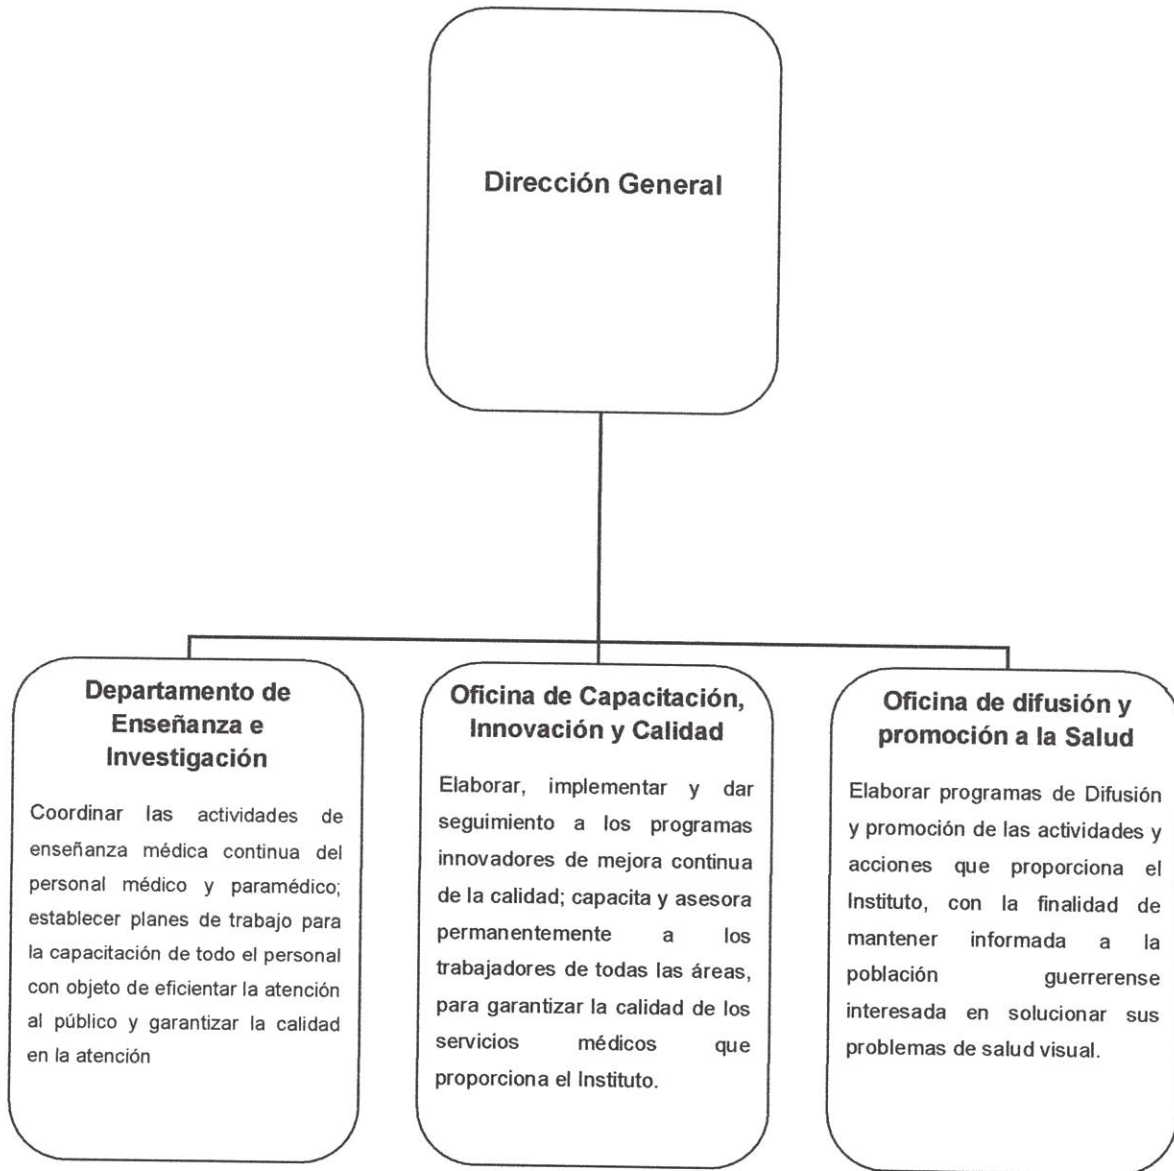 Dirección General
Departamento de
Enseñanza e
Investigación
Coordinar las actividades de
enseñanza médica continua del
personal médico y paramédico;
establecer planes de trabajo para
la capacitación de todo el personal
con objeto de eficientar la atención
al público y garantizar la calidad
en la atención
Oficina de Capacitación,
Innovación y Calidad
Elaborar, implementar y dar
seguimiento a los programas
innovadores de mejora continua
de la calidad; capacita y asesora
permanentemente a los
trabajadores de todas las áreas,
para garantizar la calidad de los
servicios médicos que
proporciona el Instituto.
Oficina de difusión y
promoción a la Salud
Elaborar programas de Difusión
y promoción de las actividades y
acciones que proporciona el
Instituto, con la finalidad de
mantener informada a la
población guerrerense
interesada en solucionar sus
problemas de salud visual.